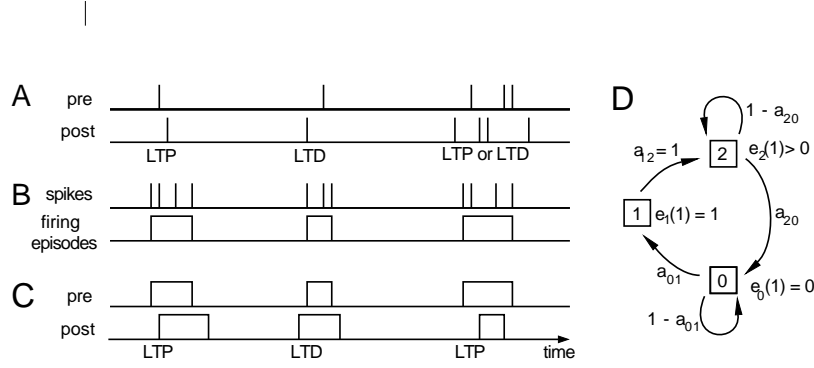 A
pre
post
LTP
LTD
LTP or LTD
B
spikes
firing
episodes
C
pre
post
LTP
LTD
LTP
time
D
1 - a20
a12 = 1
2
e2(1) > 0
1
e1(1) = 1
a20
a01
0
e0(1) = 0
1 - a01